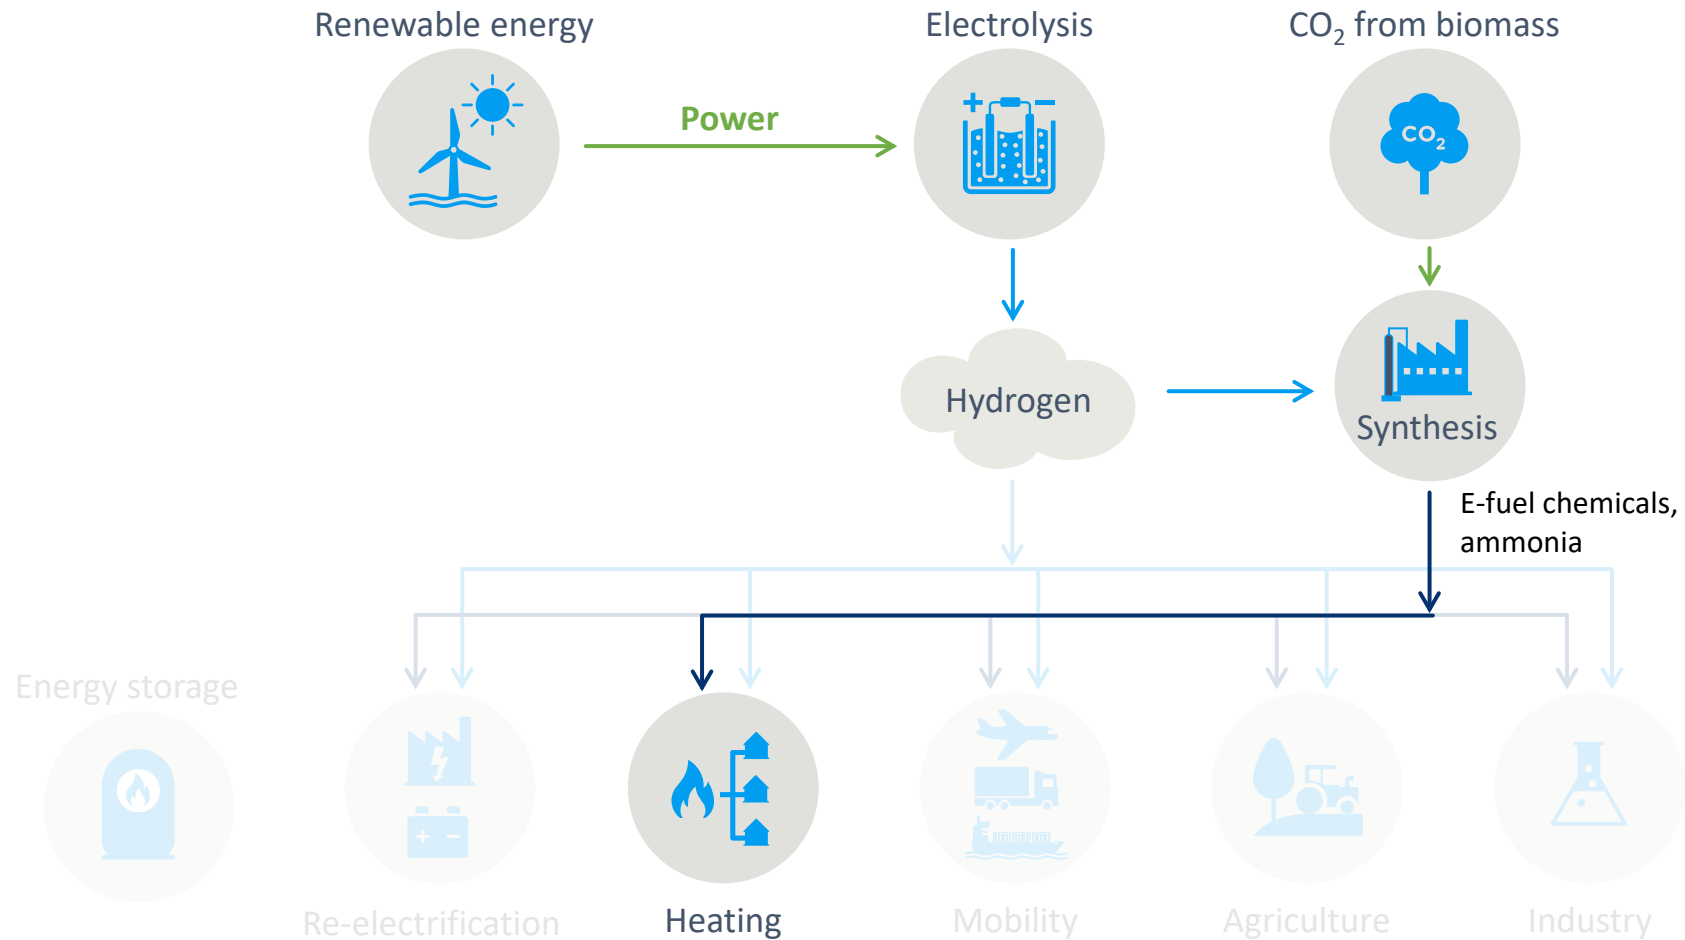 Renewable energy
Electrolysis
CO₂ from biomass
Power
CO₂
Hydrogen
Synthesis
E-fuel chemicals,
ammonia
Energy storage
Re-electrification
Heating
Mobility
Agriculture
Industry